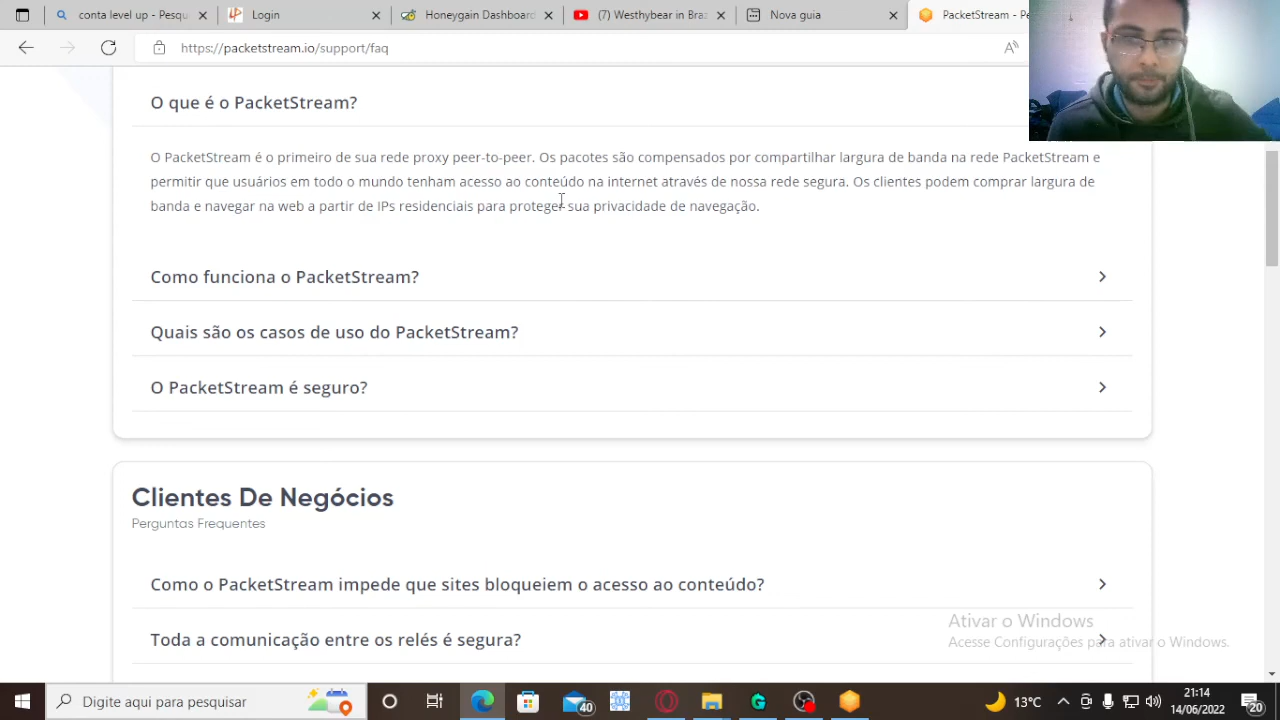 conta level up - Pesqu
Login
Honeygain Dashboard
(7) Westhybear in Braz
Nova guia
PacketStream - Pe
https://packetstream.io/support/faq
O que é o PacketStream?
O PacketStream é o primeiro de sua rede proxy peer-to-peer. Os pacotes são compensados por compartilhar largura de banda na rede PacketStream e
permitir que usuários em todo o mundo tenham acesso ao conteúdo na internet através de nossa rede segura. Os clientes podem comprar largura de
banda e navegar na web a partir de IPs residenciais para proteger sua privacidade de navegação.
Como funciona o PacketStream?
Quais são os casos de uso do PacketStream?
O PacketStream é seguro?
Clientes De Negócios
Perguntas Frequentes
Como o PacketStream impede que sites bloqueiem o acesso ao conteúdo?
Toda a comunicação entre os relés é segura?
Ativar o Windows
Acesse Configurações para ativar o Windows.
Digite aqui para pesquisar
40
13°C
21:14
14/06/2022
20